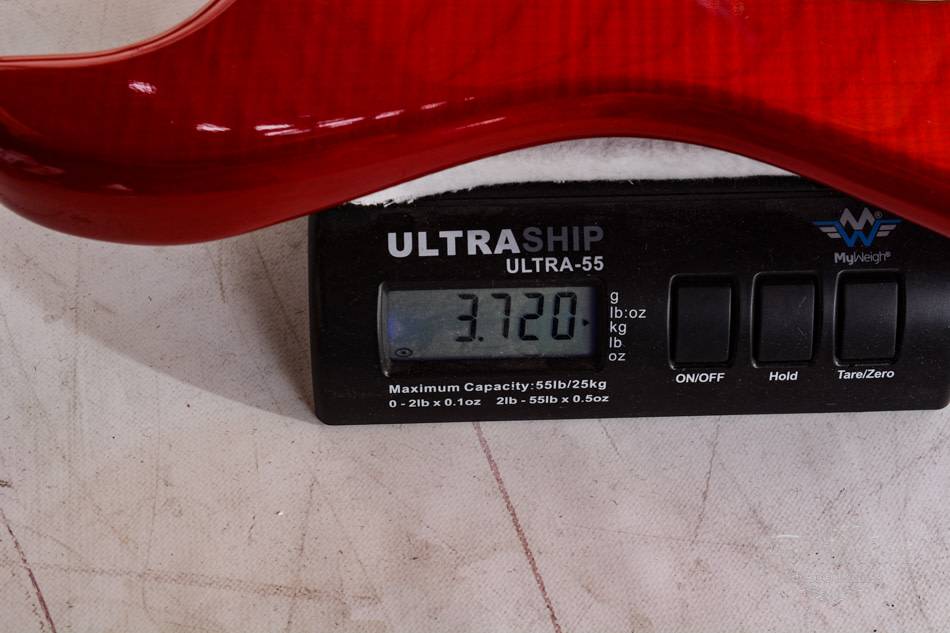 ULTRASHIP
ULTRA-55
MyWeigh®
3.720
g
lb:oz
kg
lb
oz
ON/OFF
Hold
Tare/Zero
Maximum Capacity:55lb/25kg
0 - 2lb x 0.1oz 2lb - 55lb x 0.5oz